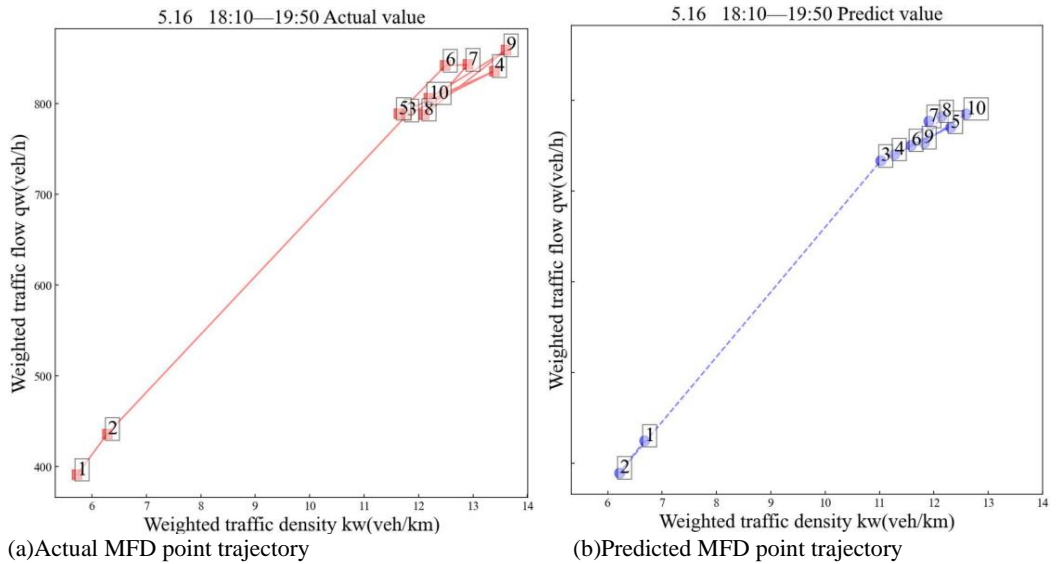 5.16 18:10—19:50 Actual value
Weighted traffic flow qw(veh/h)
800
700
600
500
400
1
2
5
3
8
10
6
7
4
9
6 7 8 9 10 11 12 13 14
Weighted traffic density kw(veh/km)
(a)Actual MFD point trajectory
5.16 18:10—19:50 Predict value
Weighted traffic flow qw(veh/h)
2
1
3
4
6
9
7
8
5
10
6 7 8 9 10 11 12 13 14
Weighted traffic density kw(veh/km)
(b)Predicted MFD point trajectory